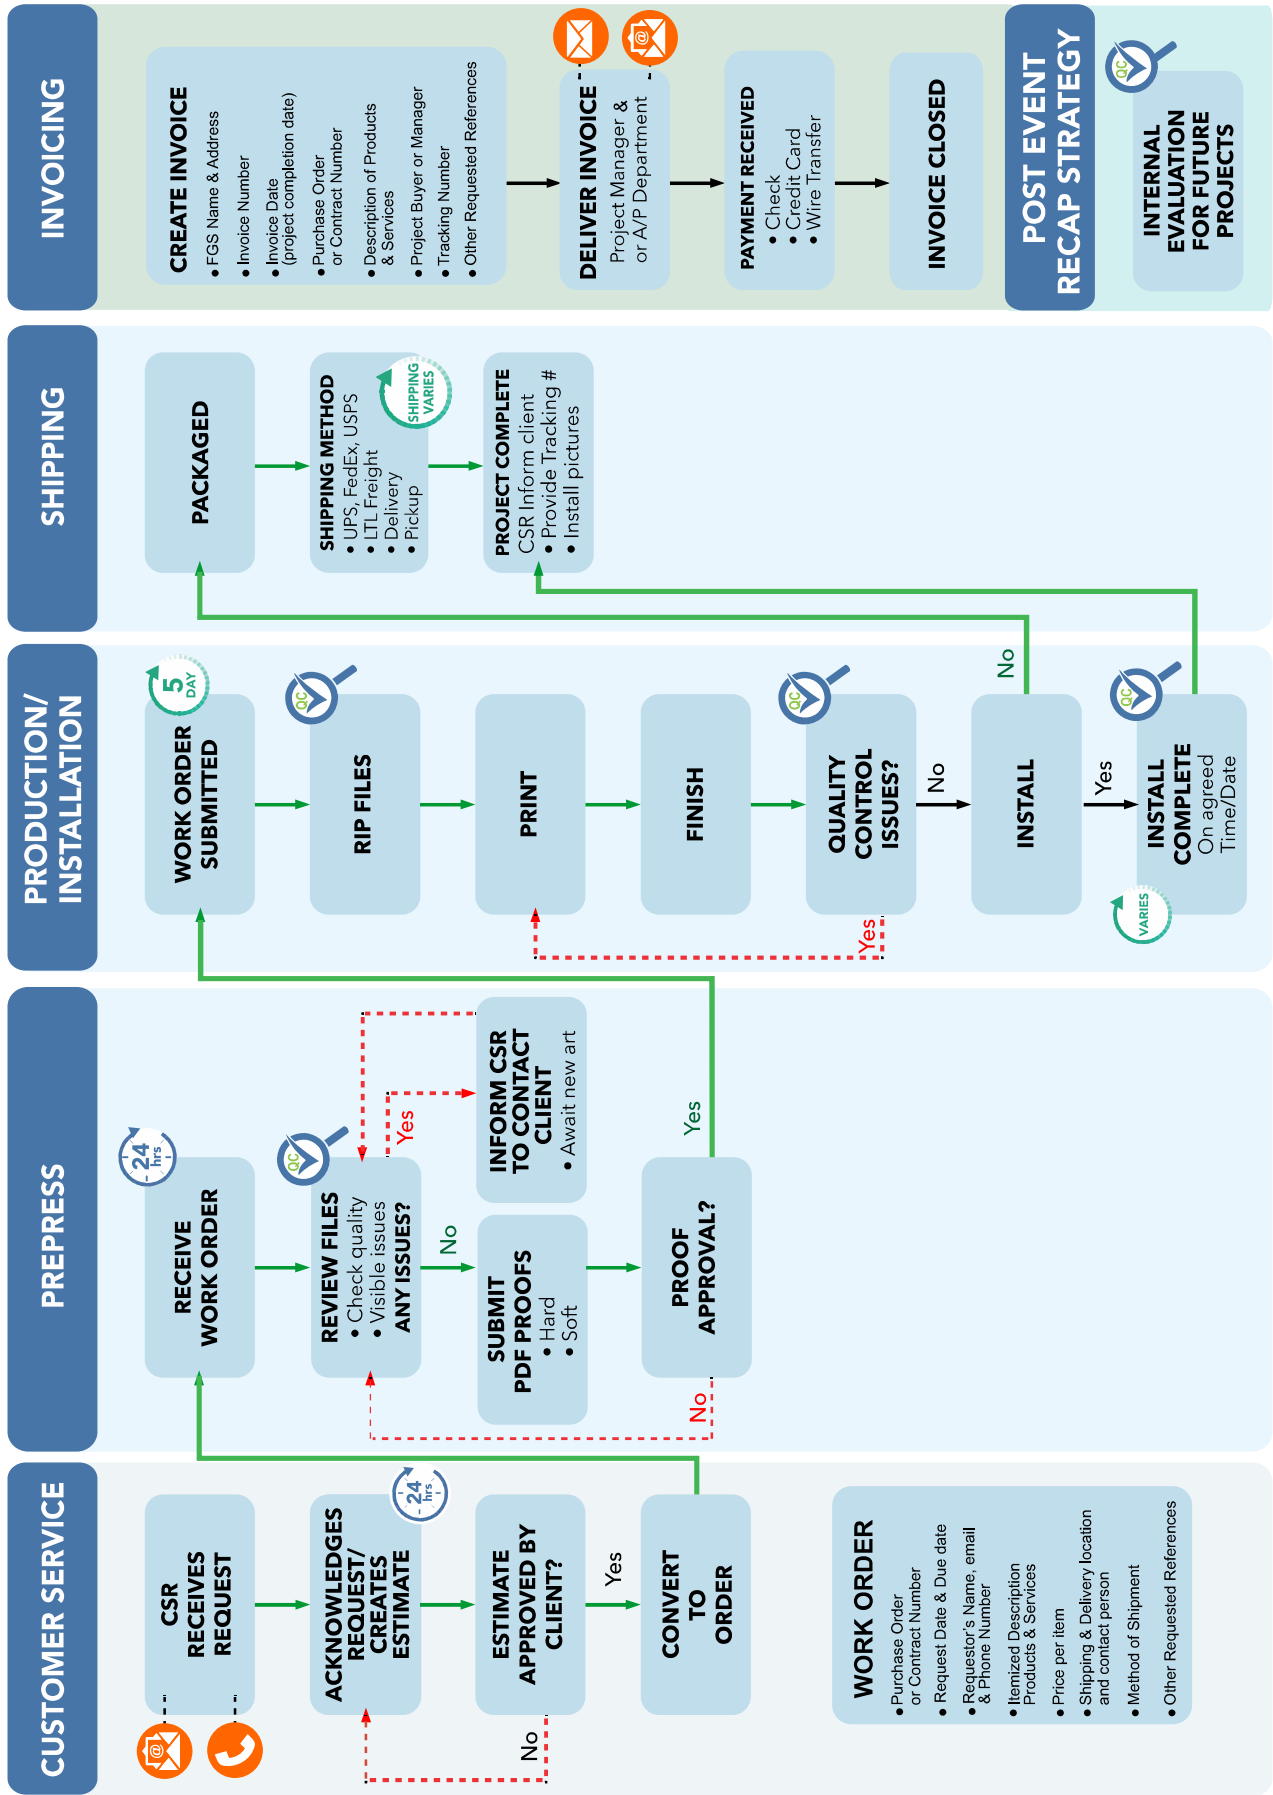 CUSTOMER SERVICE
CSR
RECEIVES
REQUEST
@
ACKNOWLEDGES
REQUEST/
CREATES
ESTIMATE
24
hrs
ESTIMATE
APPROVED BY
CLIENT?
No
Yes
CONVERT
TO
ORDER
WORK ORDER
• Purchase Order
or Contract Number
• Request Date & Due date
• Requestor's Name, email
& Phone Number
• Itemized Description
Products & Services
• Price per item
• Shipping & Delivery location
and contact person
• Method of Shipment
• Other Requested References
PREPRESS
RECEIVE
WORK ORDER
24
hrs
REVIEW FILES
• Check quality
• Visible issues
ANY ISSUES?
QC
Yes
No
INFORM CSR
TO CONTACT
CLIENT
• Await new art
SUBMIT
PDF PROOFS
• Hard
• Soft
PROOF
APPROVAL?
No
Yes
PRODUCTION/
INSTALLATION
WORK ORDER
SUBMITTED
5
DAY
RIP FILES
QC
PRINT
FINISH
QUALITY
CONTROL
ISSUES?
QC
Yes
No
INSTALL
No
Yes
INSTALL
COMPLETE
On agreed
Time/Date
QC
VARIES
SHIPPING
PACKAGED
SHIPPING METHOD
• UPS, FedEx, USPS
• LTL Freight
• Delivery
• Pickup
SHIPPING
VARIES
PROJECT COMPLETE
CSR Inform client
• Provide Tracking #
• Install pictures
INVOICING
CREATE INVOICE
• FGS Name & Address
• Invoice Number
• Invoice Date
(project completion date)
• Purchase Order
or Contract Number
• Description of Products
& Services
• Project Buyer or Manager
• Tracking Number
• Other Requested References
DELIVER INVOICE
Project Manager &
or A/P Department
@
PAYMENT RECEIVED
• Check
• Credit Card
• Wire Transfer
INVOICE CLOSED
POST EVENT
RECAP STRATEGY
INTERNAL
EVALUATION
FOR FUTURE
PROJECTS
QC